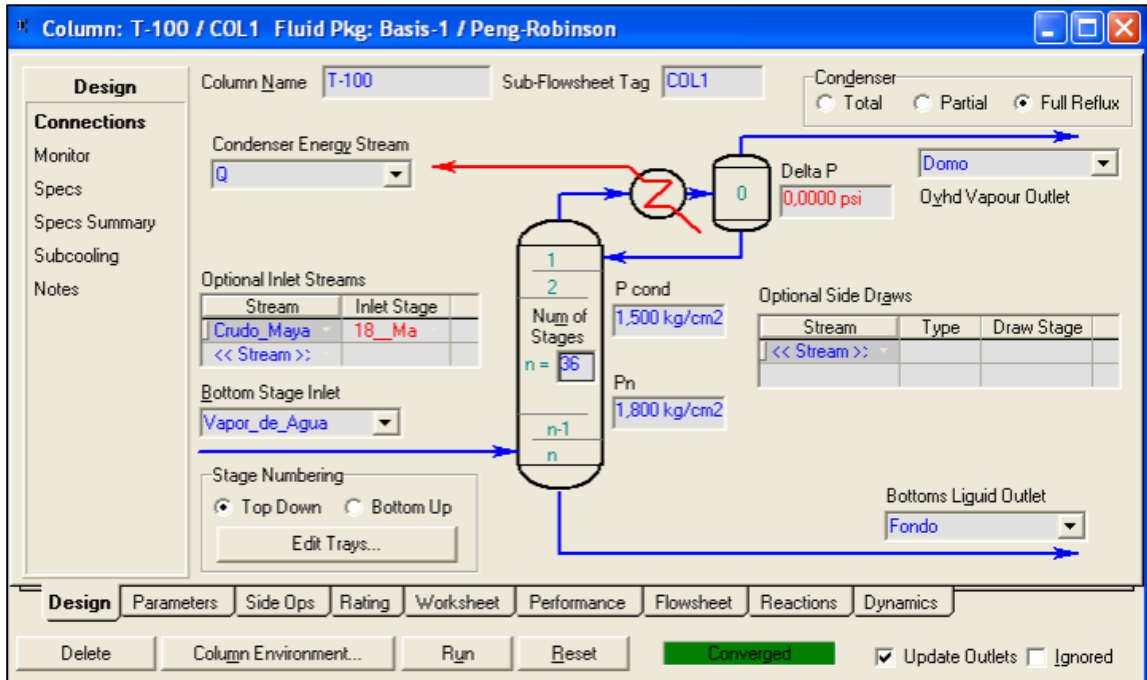 Column: T-100 / COL1 Fluid Pkg: Basis-1 / Peng-Robinson
Design
Connections
Monitor
Specs
Specs Summary
Subcooling
Notes
Column Name T-100
Sub-Flowsheet Tag COL1
Condenser
Total Partial Full Reflux
Condenser Energy Stream
Q
0
Delta P
0,0000 psi
Domo
Ovhd Vapour Outlet
Optional Inlet Streams
Stream Inlet Stage
Crudo_Maya 18__Ma
<< Stream >>
Bottom Stage Inlet
Vapor_de_Agua
1
2
Num of
Stages
n = 36
n-1
n
P cond
1,500 kg/cm2
Pn
1,800 kg/cm2
Optional Side Draws
Stream Type Draw Stage
<< Stream >>
Stage Numbering
Top Down Bottom Up
Edit Trays...
Bottoms Liquid Outlet
Fondo
Design Parameters Side Ops Rating Worksheet Performance Flowsheet Reactions Dynamics
Delete Column Environment... Run Reset Converged Update Outlets Ignored